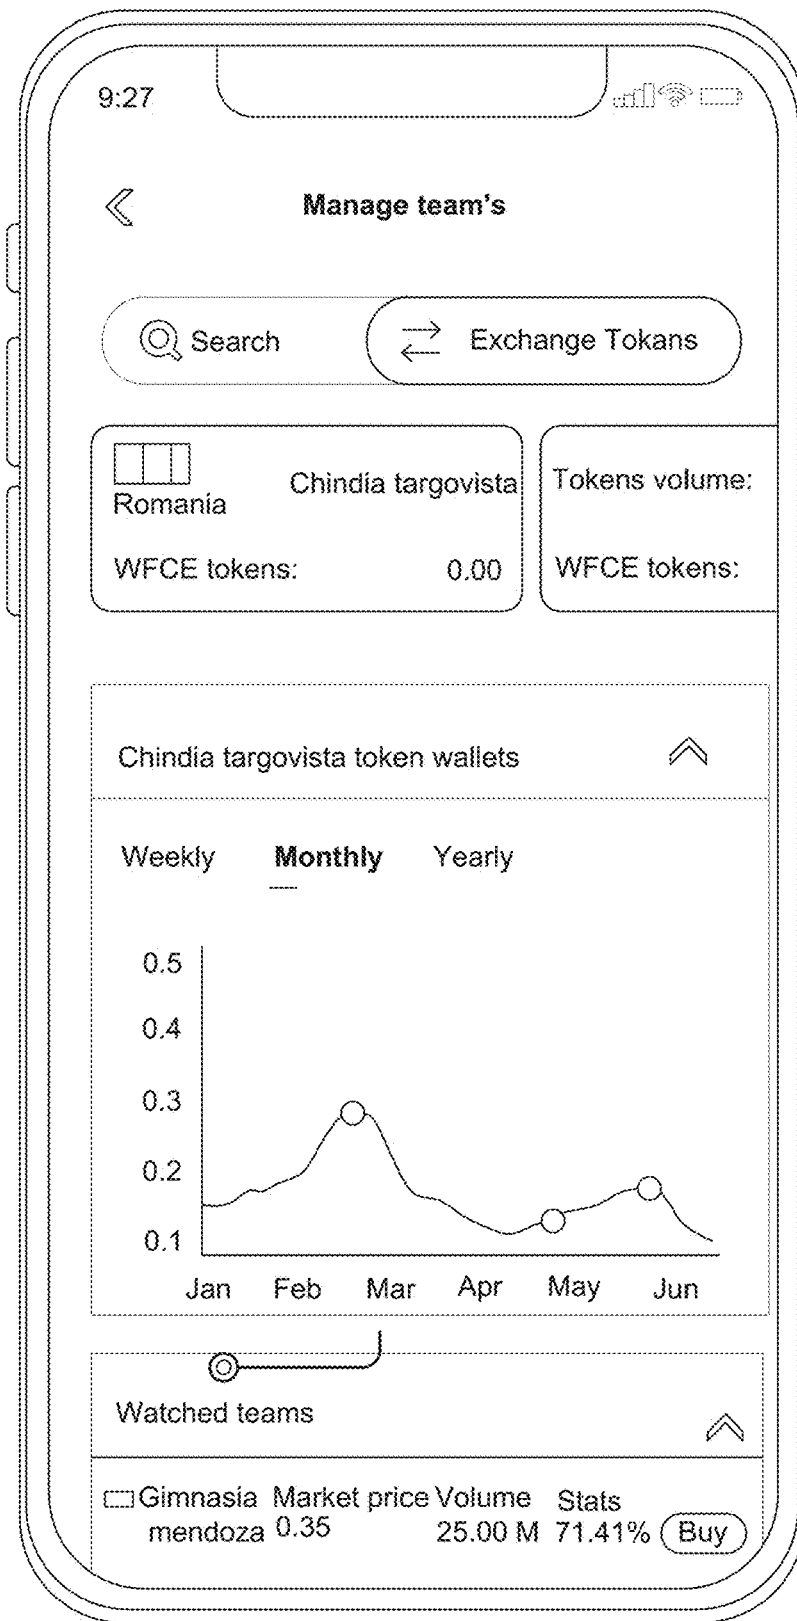 9:27
Manage team's
Search
Exchange Tokans
Romania
Chindia targovista
WFCE tokens: 0.00
Tokens volume:
WFCE tokens:
Chindia targovista token wallets
Weekly Monthly Yearly
0.5
0.4
0.3
0.2
0.1
Jan Feb Mar Apr May Jun
Watched teams
Gimnasia Market price Volume Stats
mendoza 0.35 25.00 M 71.41% Buy